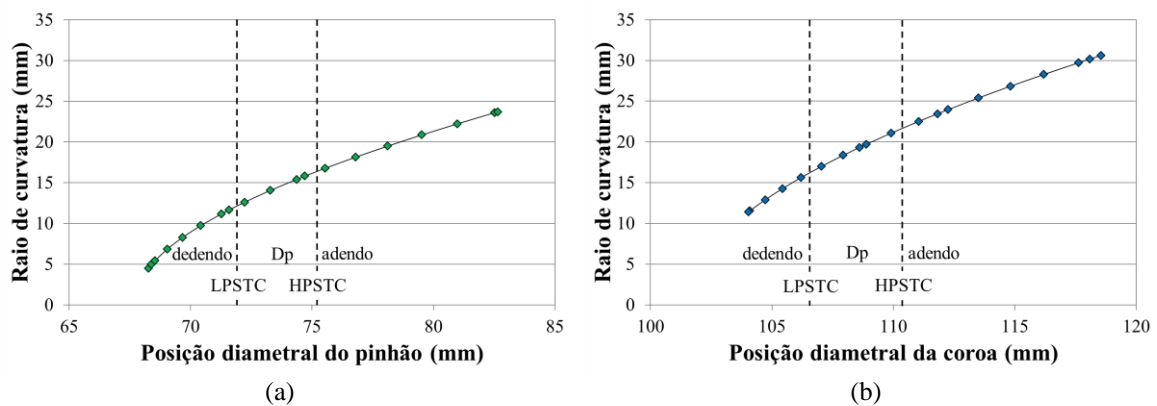 Raio de curvatura (mm)
35
30
25
20
15
10
5
0
dedendo
Dp
adendo
LPSTC
HPSTC
65
70
75
80
85
Posição diametral do pinhão (mm)
(a)
Raio de curvatura (mm)
35
30
25
20
15
10
5
0
dedendo
Dp
adendo
LPSTC
HPSTC
100
105
110
115
120
Posição diametral da coroa (mm)
(b)